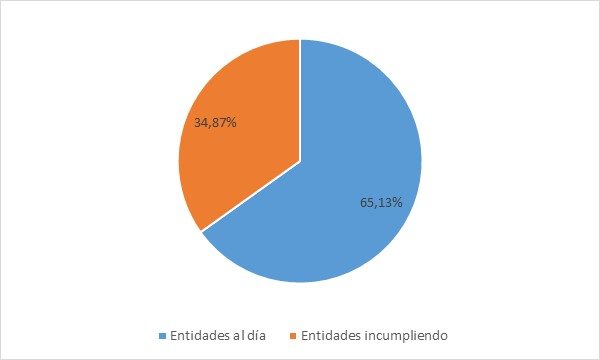 34,87%
65,13%
Entidades al día
Entidades incumpliendo